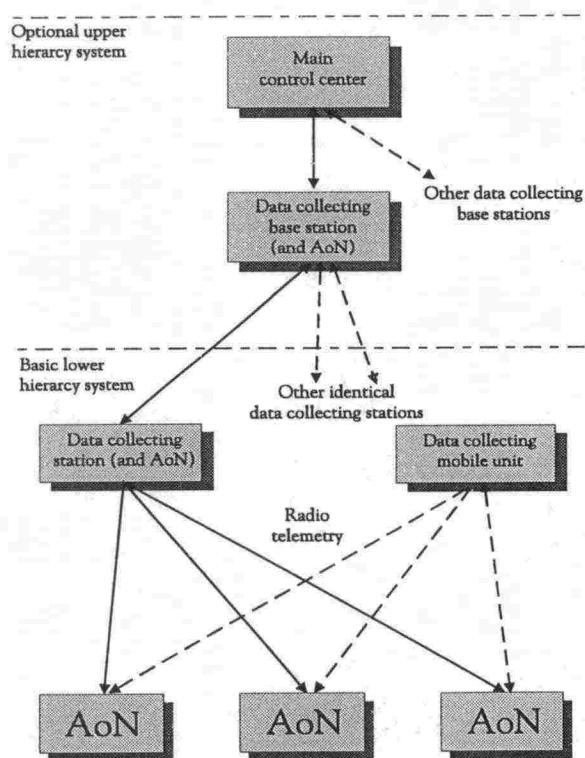 Optional upper
hierarcy system
Main
control center
Other data collecting
base stations
Data collecting
base station
(and AoN)
Basic lower
hierarcy system
Other identical
data collecting stations
Data collecting
station (and AoN)
Data collecting
mobile unit
Radio
telemetry
AoN
AoN
AoN